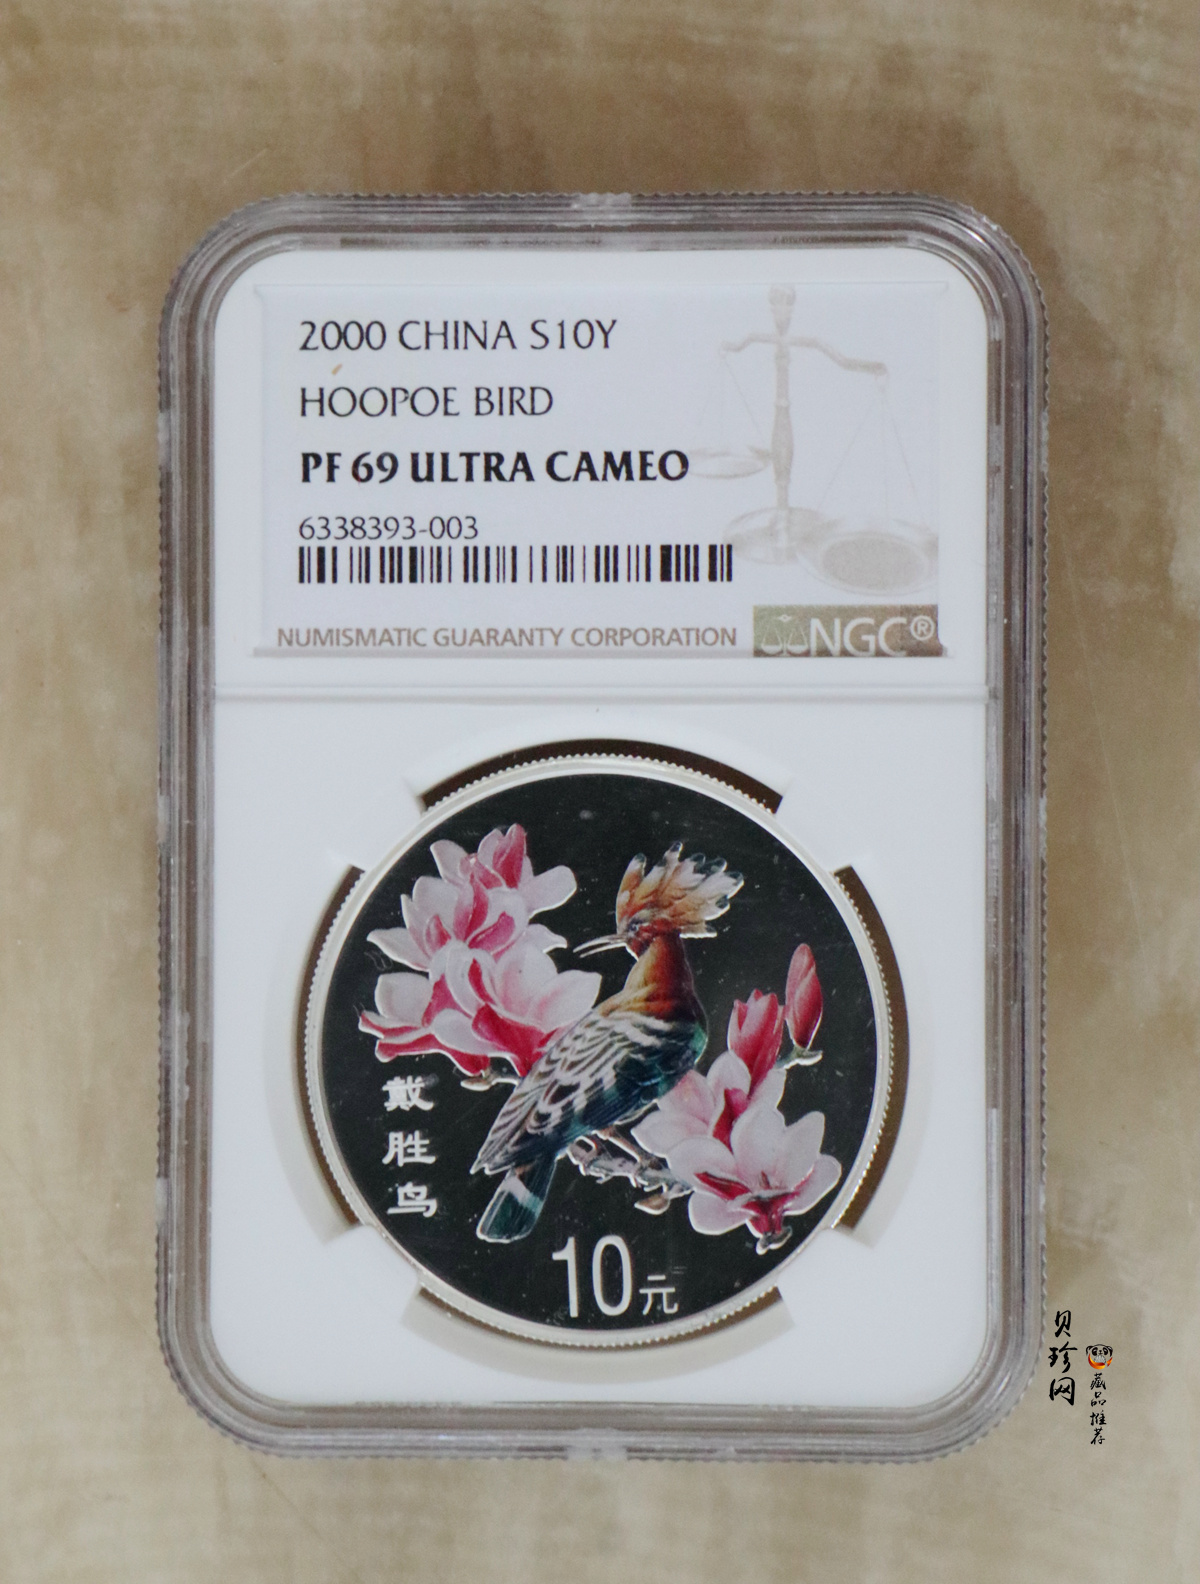 2000 CHINA S10Y
HOOPOE BIRD
PF 69 ULTRA CAMEO
6338393-003
NUMISMATIC GUARANTY CORPORATION
NGC®
戴胜鸟
10元
贝珍网
藏品推荐